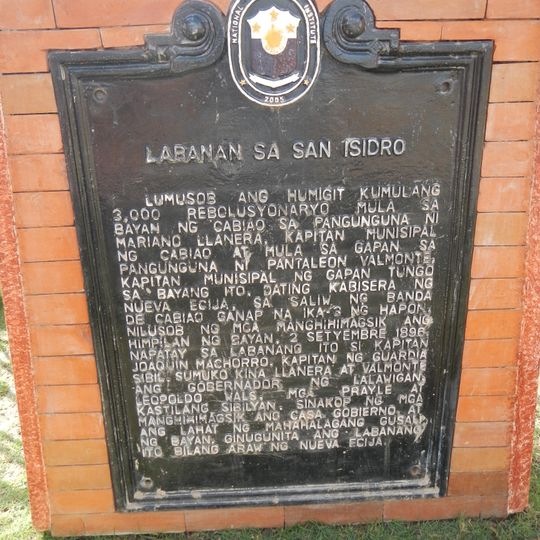 NATIONAL
INSTITUTE
2005
LABANAN SA SAN ISIDRO
LUMUSOB ANG HUMIGIT KUMULANG
3,000 REBOLUSYONARYO MULA SA
BAYAN NG CABIAO SA PANGUNGUNA NI
MARIANO LLANERA, KAPITAN MUNISIPAL
NG CABIAO AT MULA SA GAPAN SA
PANGUNGUNA NI PANTALEON VALMONTE,
KAPITAN MUNISIPAL NG GAPAN TUNGO
SA BAYANG ITO, DATING KABISERA NG
NUEVA ECIJA, SA SALIW NG BANDA
DE CABIAO GANAP NA IKA-3 NG HAPON,
NILUSOB NG MGA MANGHIHIMAGSIK ANG
HIMPILAN NG BAYAN, 2 SETYEMBRE 1896.
NAPATAY SA LABANANG ITO SI KAPITAN
JOAQUIN MACHORRO, KAPITAN NG GUARDIA
SIBIL. SUMUKO KINA LLANERA AT VALMONTE
ANG GOBERNADOR NG LALAWIGAN,
LEOPOLDO VALS, MGA PRAYLE AT
KASTILANG SIBILYAN. SINAKOP NG MGA
MANGHIHIMAGSIK ANG CASA GOBIERNO AT
ANG LAHAT NG MAHAHALAGANG GUSALI
NG BAYAN. GINUGUNITA ANG LABANANG
ITO BILANG ARAW NG NUEVA ECIJA.